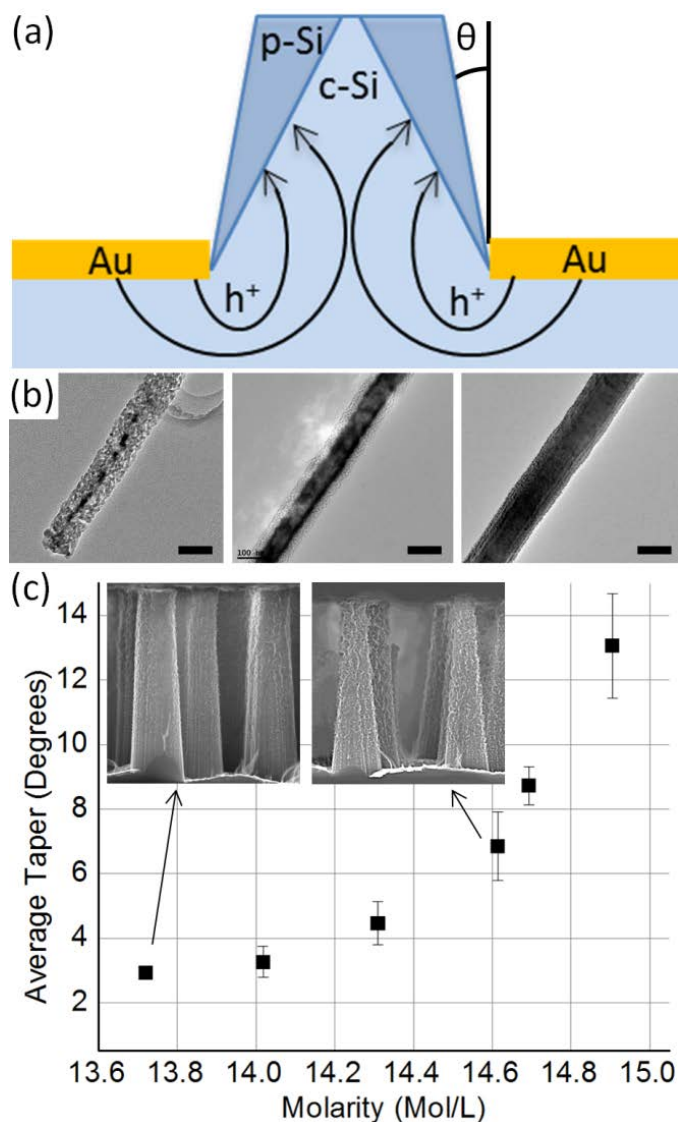 (a)
θ
p-Si
c-Si
Au
Au
h+
h+
(b)
(c)
14
12
10
8
6
4
2
Average Taper (Degrees)
13.6 13.8 14.0 14.2 14.4 14.6 14.8 15.0
Molarity (Mol/L)